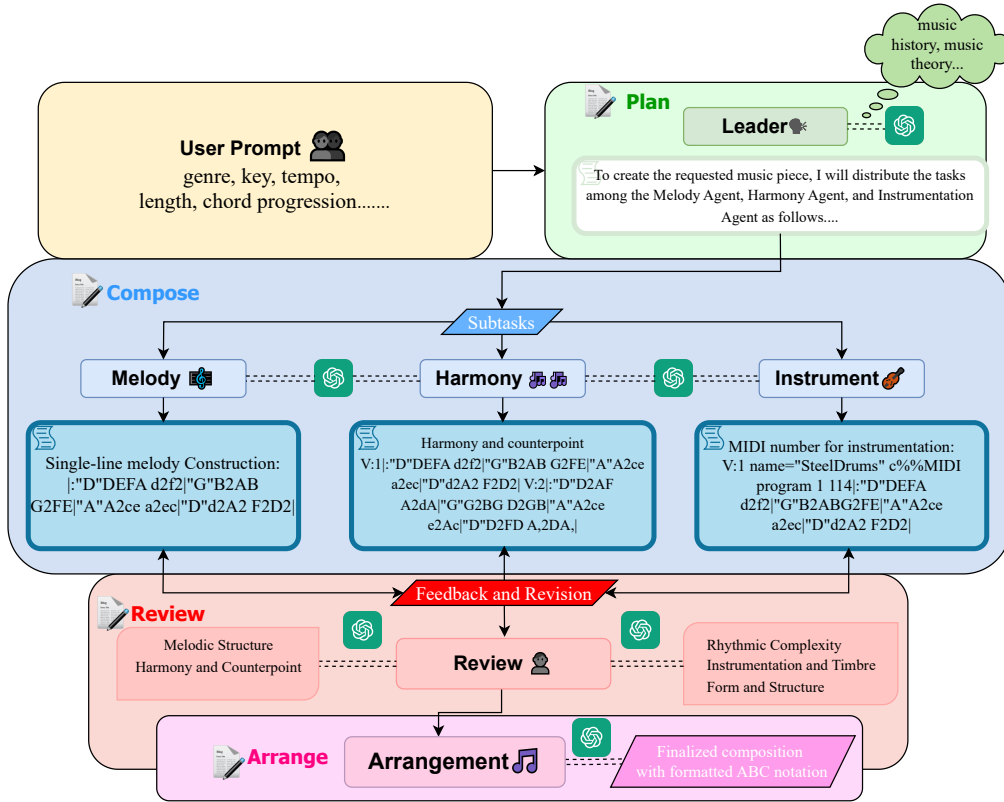 music
history, music
theory...
Plan
Leader
User Prompt
genre, key, tempo,
length, chord progression.......
To create the requested music piece, I will distribute the tasks
among the Melody Agent, Harmony Agent, and Instrumentation
Agent as follows....
Compose
Subtasks
Melody
Harmony
Instrument
Single-line melody Construction:
|:"D"DEFA d2f2|"G"B2AB
G2FE|"A"A2ce a2ec|"D"d2A2 F2D2|
Harmony and counterpoint
V:1|:"D"DEFA d2f2|"G"B2AB G2FE|"A"A2ce
a2ec|"D"d2A2 F2D2| V:2|:"D"D2AF
A2dA|"G"G2BG D2GB|"A"A2ce
e2Ac|"D"D2FD A,2DA,|
MIDI number for instrumentation:
V:1 name="SteelDrums" c%%MIDI
program 1 114|:"D"DEFA
d2f2|"G"B2ABG2FE|"A"A2ce
a2ec|"D"d2A2 F2D2|
Feedback and Revision
Review
Melodic Structure
Harmony and Counterpoint
Review
Rhythmic Complexity
Instrumentation and Timbre
Form and Structure
Arrange
Arrangement
Finalized composition
with formatted ABC notation